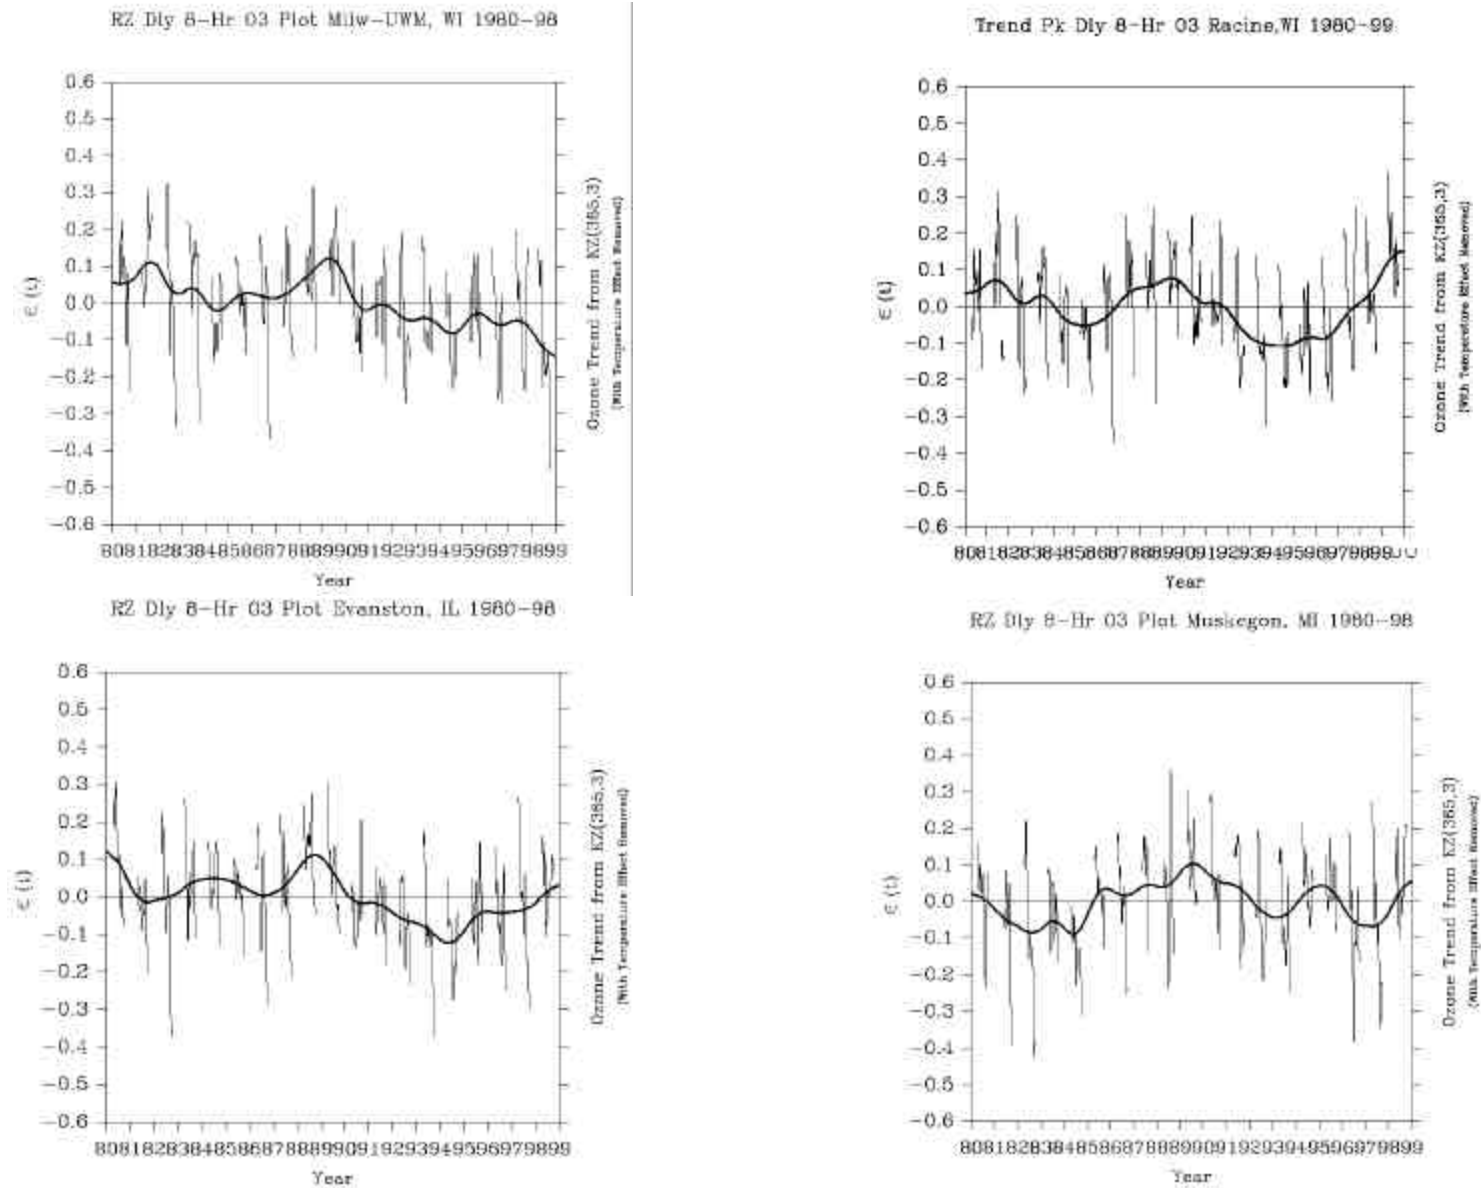 RZ Dly 8-Hr O3 Plot Milw-UWM, WI 1980-98
0.6
0.5
0.4
0.3
0.2
0.1
0.0
-0.1
-0.2
-0.3
-0.4
-0.5
-0.6
ϵ (t)
Ozone Trend from KZ(365,3)
(With Temperature Effect Removed)
8081828384858687888990919293949596979899
Year
Trend Pk Dly 8-Hr O3 Racine,WI 1980-99
0.6
0.5
0.4
0.3
0.2
0.1
0.0
-0.1
-0.2
-0.3
-0.4
-0.5
-0.6
ϵ (t)
Ozone Trend from KZ(365,3)
(With Temperature Effect Removed)
808182838485868788899091929394959697989900
Year
RZ Dly 8-Hr O3 Plot Evanston, IL 1980-98
0.6
0.5
0.4
0.3
0.2
0.1
0.0
-0.1
-0.2
-0.3
-0.4
-0.5
-0.6
ϵ (t)
Ozone Trend from KZ(365,3)
(With Temperature Effect Removed)
8081828384858687888990919293949596979899
Year
RZ Dly 8-Hr O3 Plot Muskegon, MI 1980-98
0.6
0.5
0.4
0.3
0.2
0.1
0.0
-0.1
-0.2
-0.3
-0.4
-0.5
-0.6
ϵ (t)
Ozone Trend from KZ(365,3)
(With Temperature Effect Removed)
8081828384858687888990919293949596979899
Year